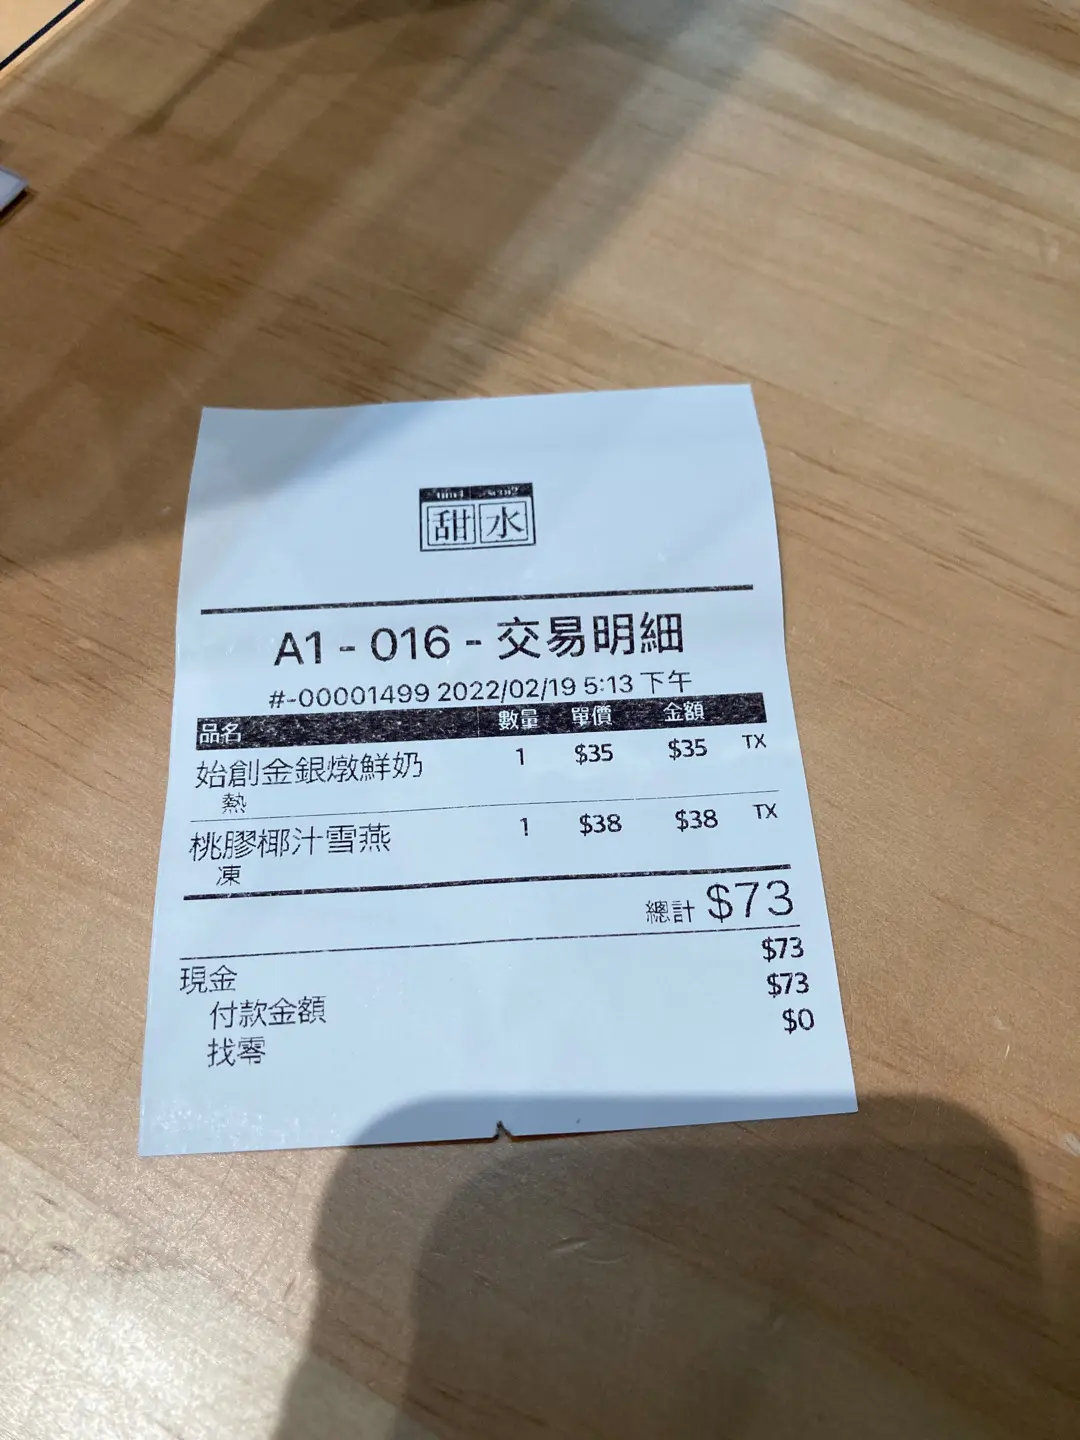 甜水
A1 - 016 - 交易明細
#-00001499 2022/02/19 5:13 下午
品名 數量 單價 金額
始創金銀燉鮮奶 1 $35 $35 TX
熱
桃膠椰汁雪燕 1 $38 $38 TX
凍
總計 $73
現金 $73
付款金額 $73
找零 $0